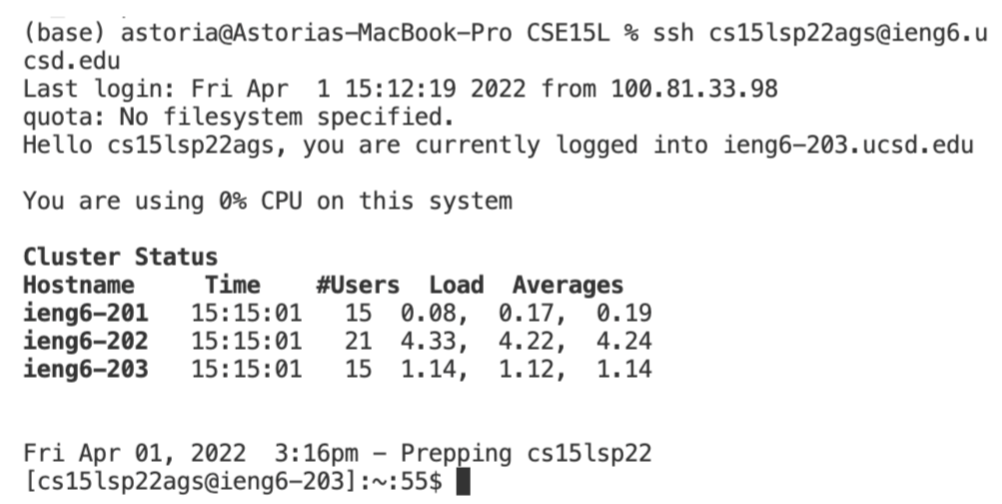 (base) astoria@Astorias-MacBook-Pro CSE15L % ssh cs15lsp22ags@ieng6.u
csd.edu
Last login: Fri Apr  1 15:12:19 2022 from 100.81.33.98
quota: No filesystem specified.
Hello cs15lsp22ags, you are currently logged into ieng6-203.ucsd.edu
You are using 0% CPU on this system
Cluster Status
Hostname     Time    #Users  Load  Averages
ieng6-201   15:15:01   15  0.08,  0.17,  0.19
ieng6-202   15:15:01   21  4.33,  4.22,  4.24
ieng6-203   15:15:01   15  1.14,  1.12,  1.14
Fri Apr 01, 2022  3:16pm - Prepping cs15lsp22
[cs15lsp22ags@ieng6-203]:~:55$